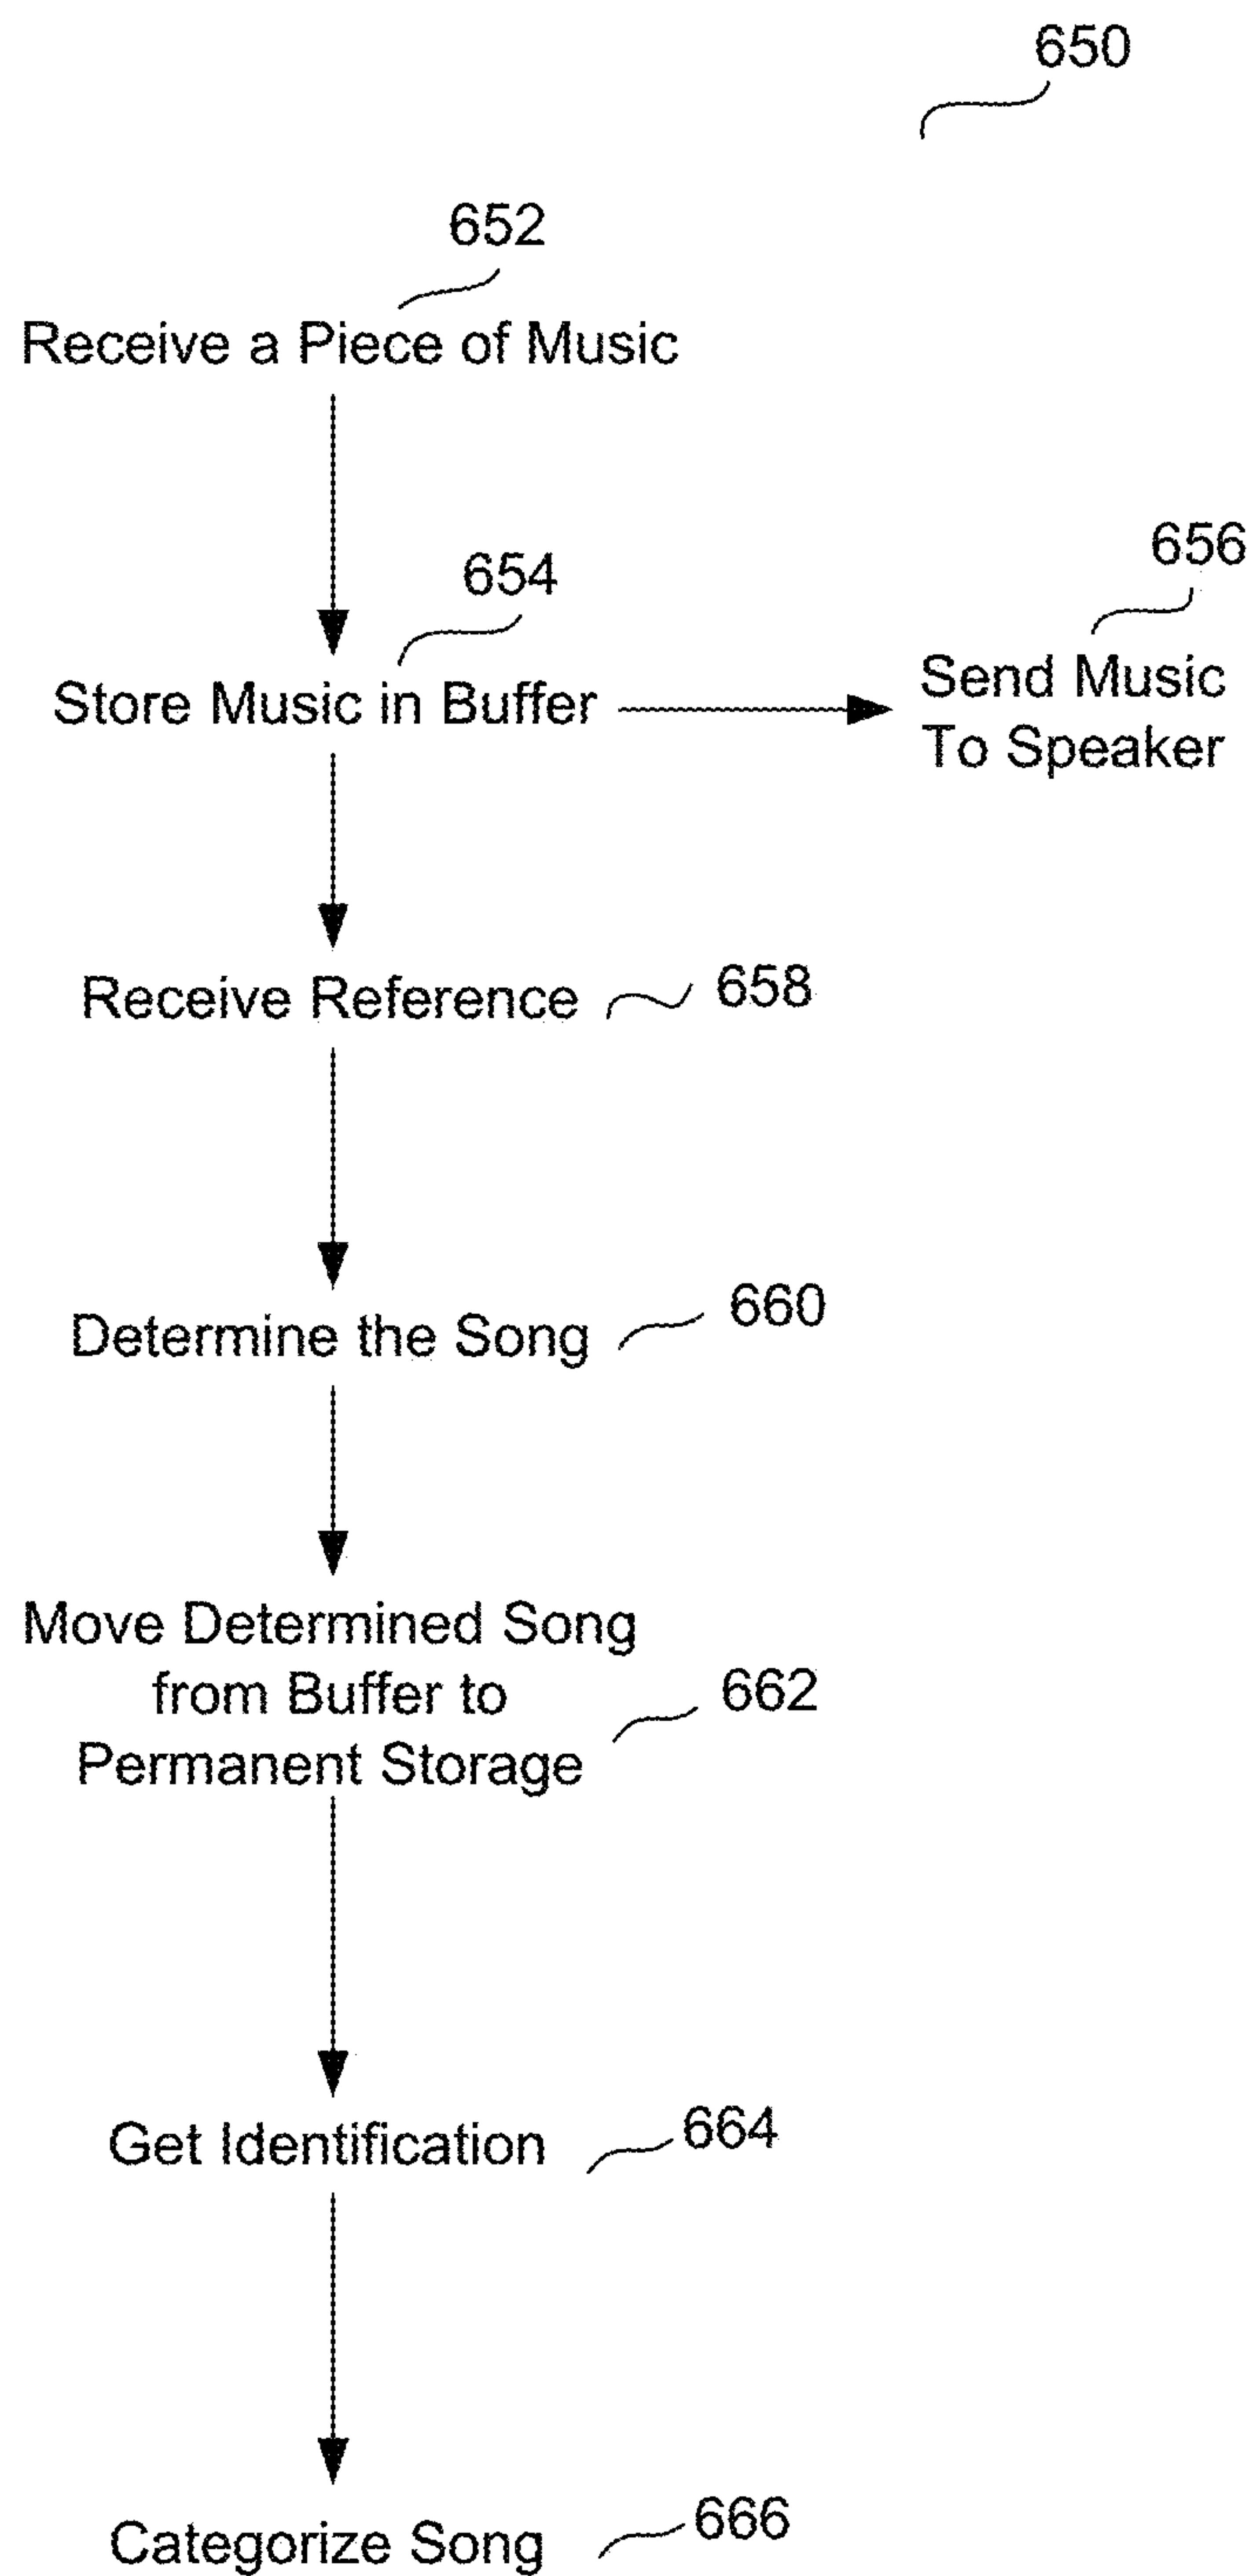 650
652
Receive a Piece of Music
654
656
Store Music in Buffer
Send Music
To Speaker
Receive Reference
658
Determine the Song
660
Move Determined Song
from Buffer to
Permanent Storage
662
Get Identification
664
Categorize Song
666